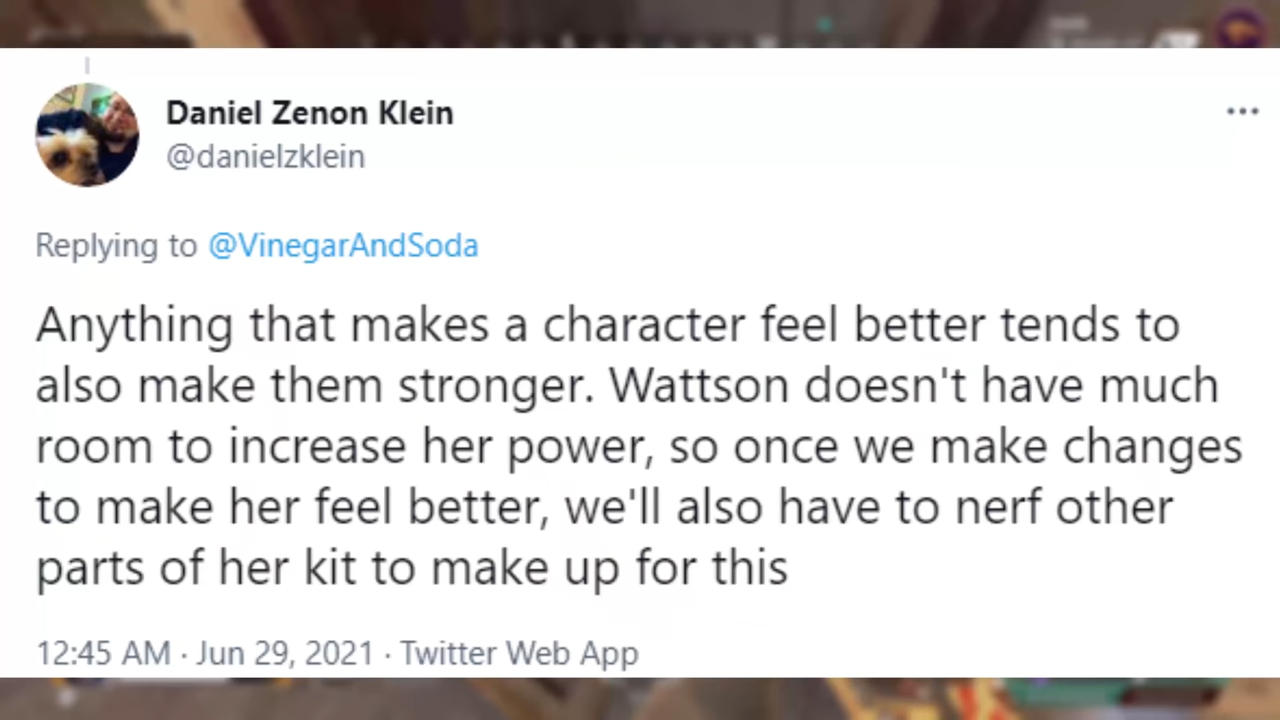 Daniel Zenon Klein
@danielzklein
Replying to @VinegarAndSoda
Anything that makes a character feel better tends to
also make them stronger. Wattson doesn't have much
room to increase her power, so once we make changes
to make her feel better, we'll also have to nerf other
parts of her kit to make up for this
12:45 AM · Jun 29, 2021 · Twitter Web App